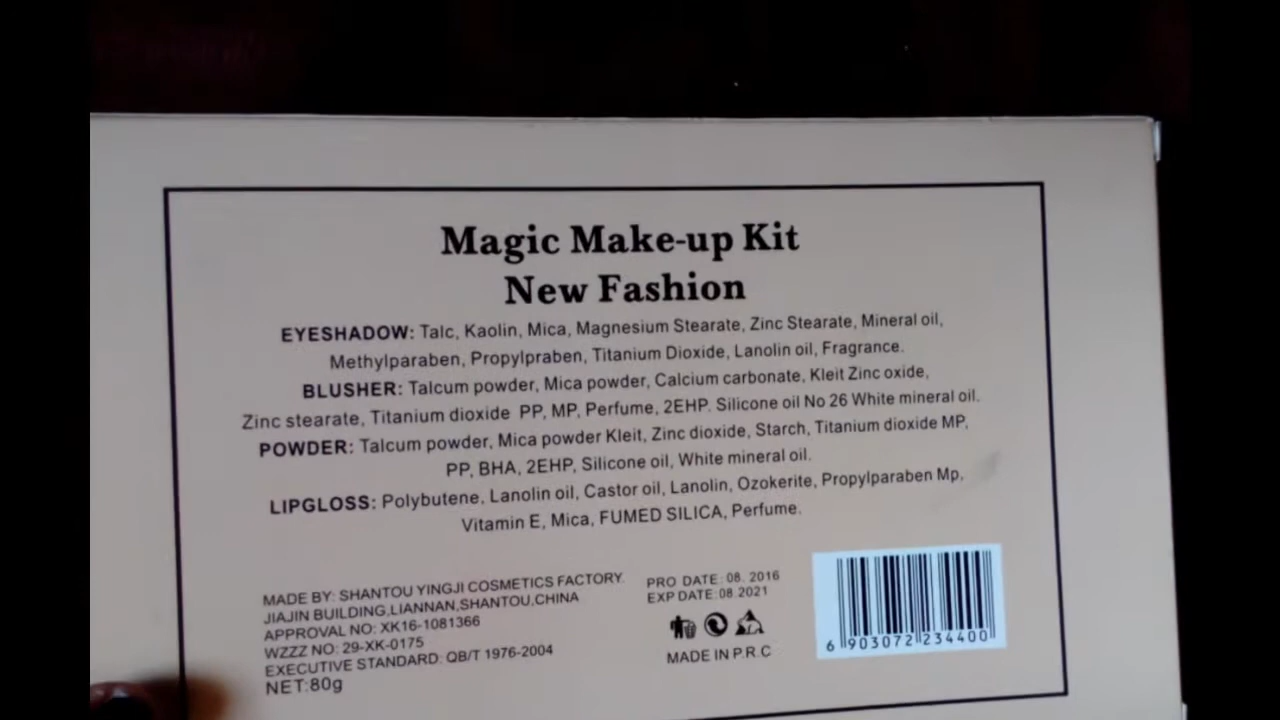 Magic Make-up Kit
New Fashion
EYESHADOW: Talc, Kaolin, Mica, Magnesium Stearate, Zinc Stearate, Mineral oil,
Methylparaben, Propylpraben, Titanium Dioxide, Lanolin oil, Fragrance.
BLUSHER: Talcum powder, Mica powder, Calcium carbonate, Kleit Zinc oxide,
Zinc stearate, Titanium dioxide PP, MP, Perfume, 2EHP. Silicone oil No 26 White mineral oil.
POWDER: Talcum powder, Mica powder Kleit, Zinc dioxide, Starch, Titanium dioxide MP,
PP, BHA, 2EHP, Silicone oil, White mineral oil.
LIPGLOSS: Polybutene, Lanolin oil, Castor oil, Lanolin, Ozokerite, Propylparaben Mp,
Vitamin E, Mica, FUMED SILICA, Perfume.
MADE BY: SHANTOU YINGJI COSMETICS FACTORY.
JIAJIN BUILDING,LIANNAN,SHANTOU,CHINA
APPROVAL NO: XK16-1081366
WZZZ NO: 29-XK-0175
EXECUTIVE STANDARD: QB/T 1976-2004
NET:80g
PRO DATE:08. 2016
EXP DATE:08.2021
MADE IN P.R.C
6 903072 234400